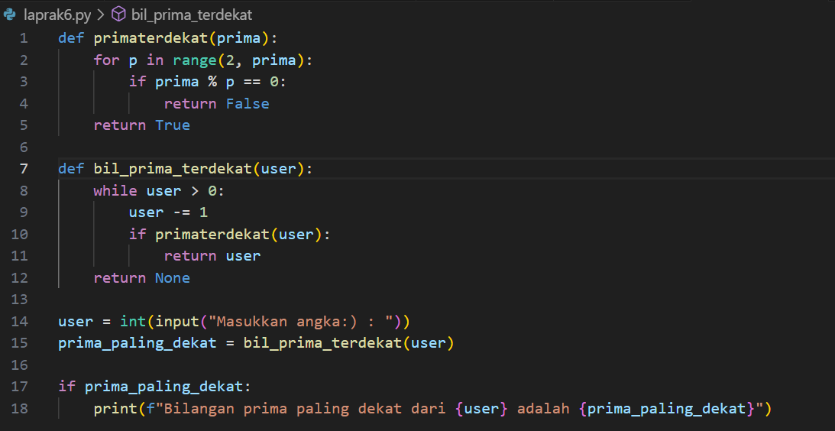 laprak6.py > bil_prima_terdekat
1 def primaterdekat(prima):
2     for p in range(2, prima):
3         if prima % p == 0:
4             return False
5     return True
6
7 def bil_prima_terdekat(user):
8     while user > 0:
9         user -= 1
10         if primaterdekat(user):
11             return user
12     return None
13
14 user = int(input("Masukkan angka:) : "))
15 prima_paling_dekat = bil_prima_terdekat(user)
16
17 if prima_paling_dekat:
18     print(f"Bilangan prima paling dekat dari {user} adalah {prima_paling_dekat}")